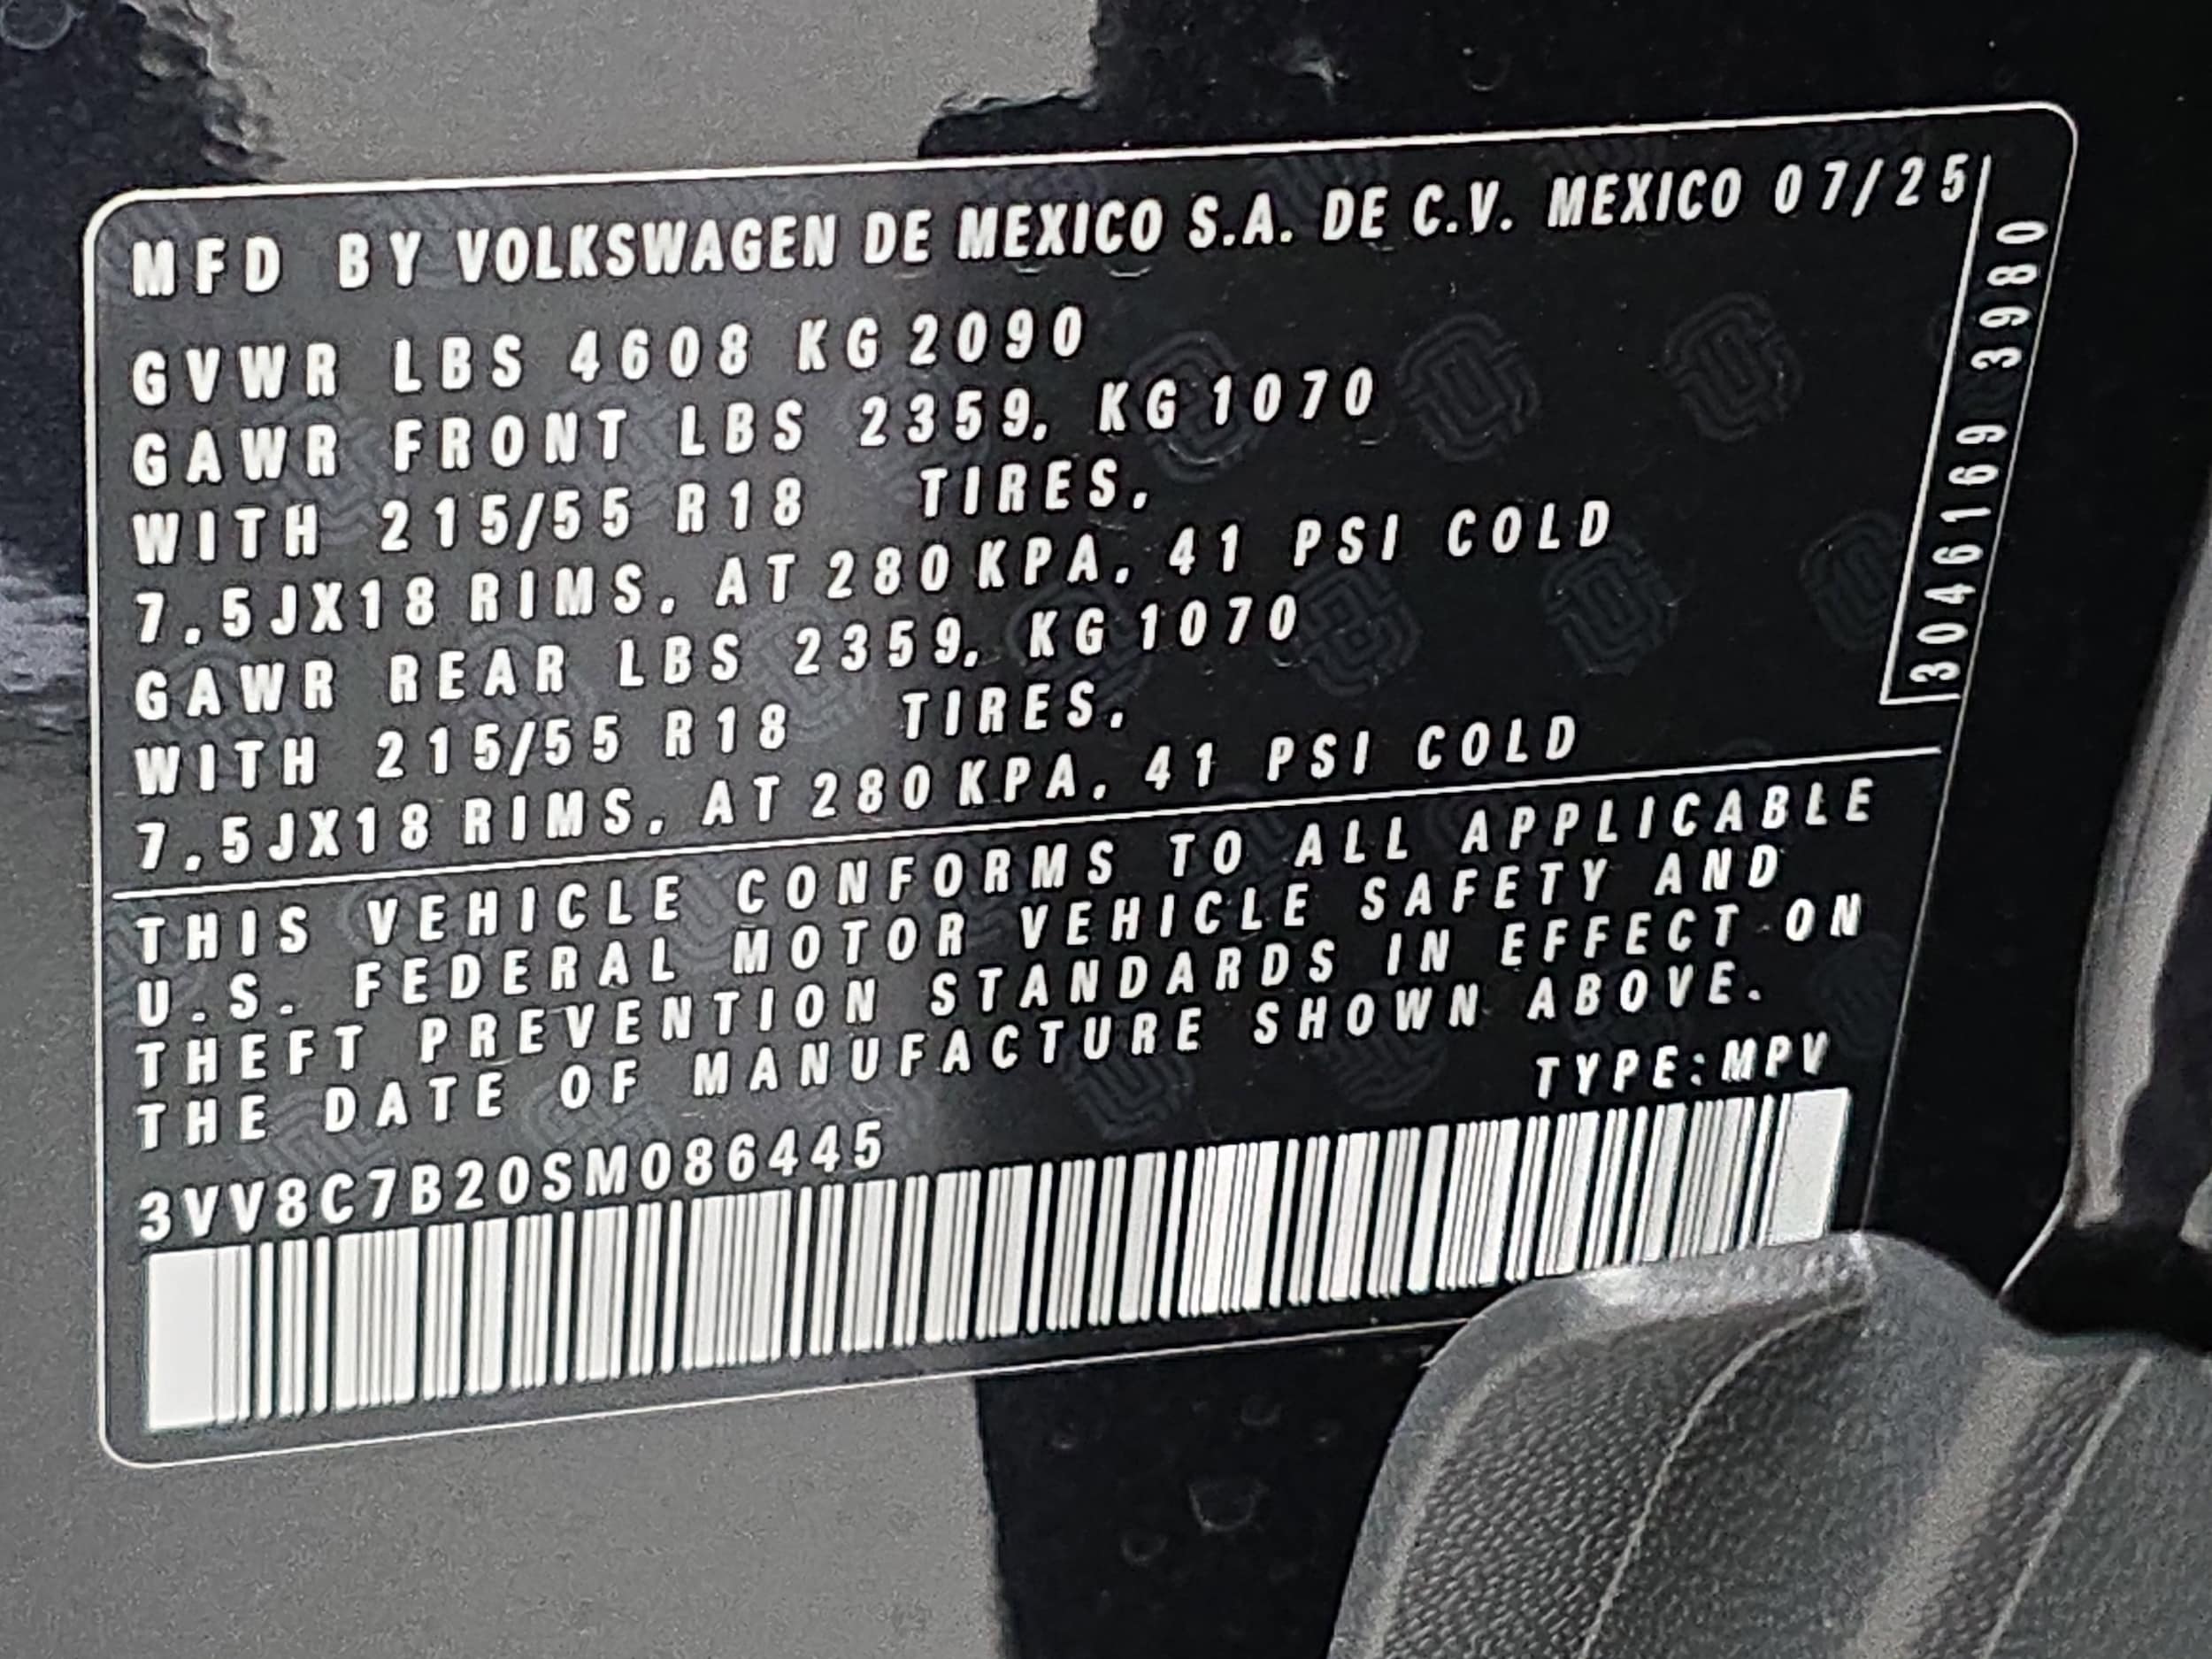 MFD BY VOLKSWAGEN DE MEXICO S.A. DE C.V. MEXICO 07/25
GVWR LBS 4608 KG 2090
GAWR FRONT LBS 2359, KG 1070
WITH 215/55 R18 TIRES,
7.5JX18 RIMS, AT 280 KPA, 41 PSI COLD
GAWR REAR LBS 2359, KG 1070
WITH 215/55 R18 TIRES,
7.5JX18 RIMS, AT 280 KPA, 41 PSI COLD
3046169 3980
THIS VEHICLE CONFORMS TO ALL APPLICABLE
U.S. FEDERAL MOTOR VEHICLE SAFETY AND
THEFT PREVENTION STANDARDS IN EFFECT ON
THE DATE OF MANUFACTURE SHOWN ABOVE.
TYPE:MPV
3VV8C7B20SM086445